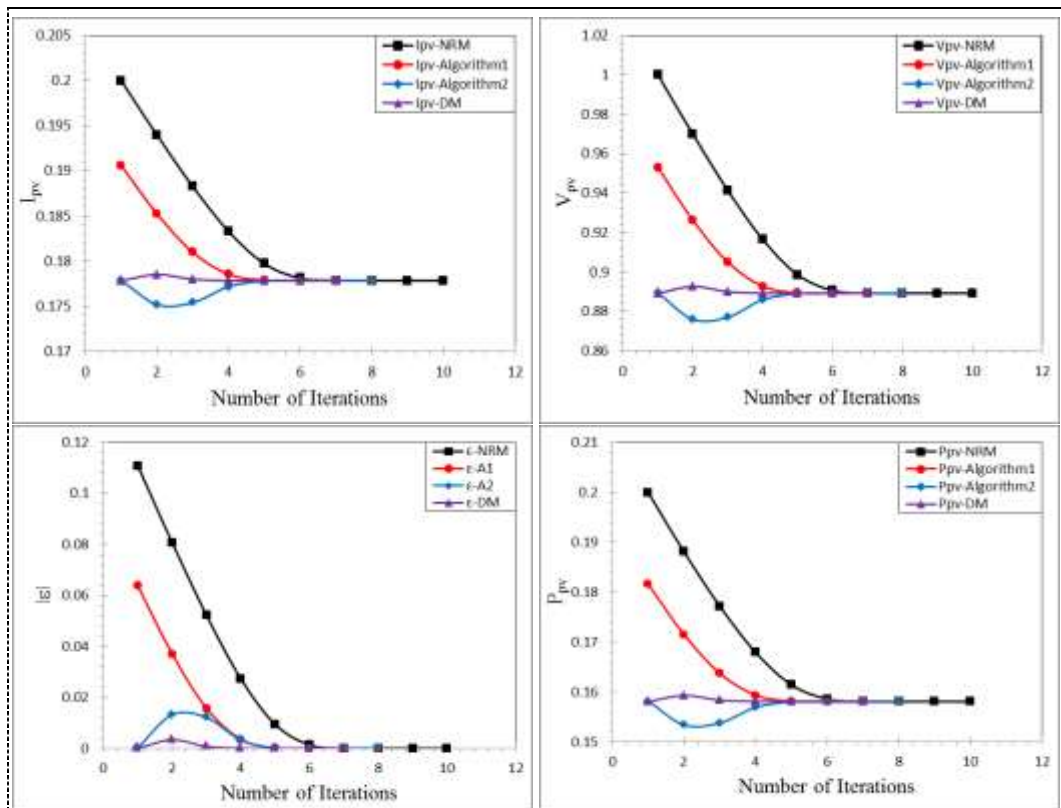 0.205
0.2
0.195
0.19
0.185
0.18
0.175
0.17
Ipv
0 2 4 6 8 10 12
Number of Iterations
Ipv-NRM
Ipv-Algorithm1
Ipv-Algorithm2
Ipv-DM
1.02
1
0.98
0.96
0.94
0.92
0.9
0.88
0.86
Vpv
0 2 4 6 8 10 12
Number of Iterations
Vpv-NRM
Vpv-Algorithm1
Vpv-Algorithm2
Vpv-DM
0.12
0.1
0.08
0.06
0.04
0.02
0
|ε|
0 2 4 6 8 10 12
Number of Iterations
ε-NRM
ε-A1
ε-A2
ε-DM
0.21
0.2
0.19
0.18
0.17
0.16
0.15
Ppv
0 2 4 6 8 10 12
Number of Iterations
Ppv-NRM
Ppv-Algorithm1
Ppv-Algorithm2
Ppv-DM